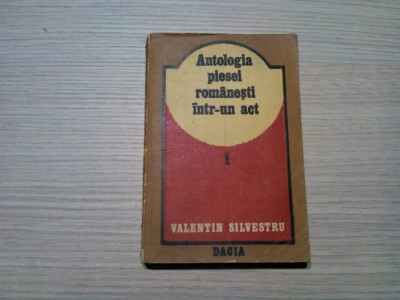 Antologia
piesei
românești
într-un act
1
VALENTIN SILVESTRU
DACIA